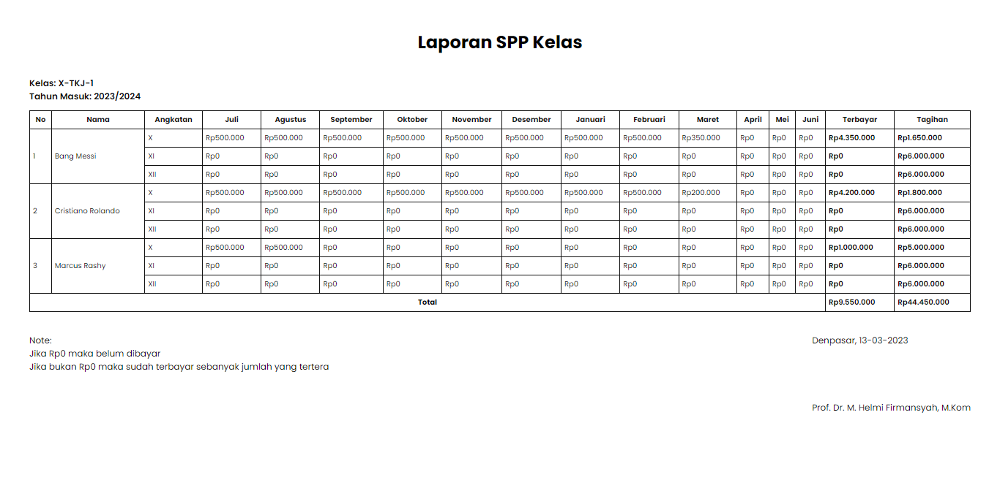 Laporan SPP Kelas
Kelas: X-TKJ-1
Tahun Masuk: 2023/2024
No Nama Angkatan Juli Agustus September Oktober November Desember Januari Februari Maret April Mei Juni Terbayar Tagihan
1 Bang Messi X Rp500.000 Rp500.000 Rp500.000 Rp500.000 Rp500.000 Rp500.000 Rp500.000 Rp500.000 Rp350.000 Rp0 Rp0 Rp0 Rp4.350.000 Rp1.650.000
XI Rp0 Rp0 Rp0 Rp0 Rp0 Rp0 Rp0 Rp0 Rp0 Rp0 Rp0 Rp0 Rp0 Rp6.000.000
XII Rp0 Rp0 Rp0 Rp0 Rp0 Rp0 Rp0 Rp0 Rp0 Rp0 Rp0 Rp0 Rp0 Rp6.000.000
2 Cristiano Rolando X Rp500.000 Rp500.000 Rp500.000 Rp500.000 Rp500.000 Rp500.000 Rp500.000 Rp500.000 Rp200.000 Rp0 Rp0 Rp0 Rp4.200.000 Rp1.800.000
XI Rp0 Rp0 Rp0 Rp0 Rp0 Rp0 Rp0 Rp0 Rp0 Rp0 Rp0 Rp0 Rp0 Rp6.000.000
XII Rp0 Rp0 Rp0 Rp0 Rp0 Rp0 Rp0 Rp0 Rp0 Rp0 Rp0 Rp0 Rp0 Rp6.000.000
3 Marcus Rashy X Rp500.000 Rp500.000 Rp0 Rp0 Rp0 Rp0 Rp0 Rp0 Rp0 Rp0 Rp0 Rp0 Rp1.000.000 Rp5.000.000
XI Rp0 Rp0 Rp0 Rp0 Rp0 Rp0 Rp0 Rp0 Rp0 Rp0 Rp0 Rp0 Rp0 Rp6.000.000
XII Rp0 Rp0 Rp0 Rp0 Rp0 Rp0 Rp0 Rp0 Rp0 Rp0 Rp0 Rp0 Rp0 Rp6.000.000
Total Rp9.550.000 Rp44.450.000
Note:
Jika Rp0 maka belum dibayar
Jika bukan Rp0 maka sudah terbayar sebanyak jumlah yang tertera
Denpasar, 13-03-2023
Prof. Dr. M. Helmi Firmansyah, M.Kom